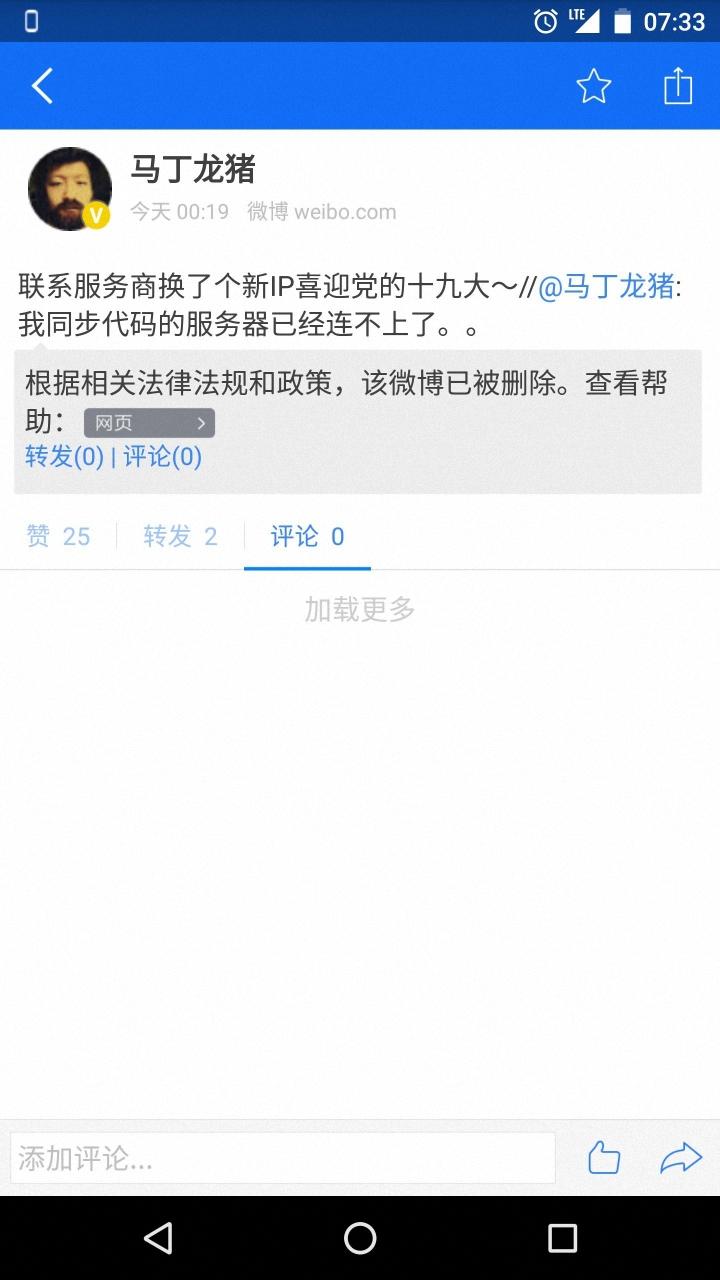 LTE 07:33
马丁龙猪
V
今天 00:19 微博 weibo.com
联系服务商换了个新IP喜迎党的十九大～//@马丁龙猪:
我同步代码的服务器已经连不上了。。
根据相关法律法规和政策，该微博已被删除。查看帮
助： 网页 >
转发(0) | 评论(0)
赞 25 转发 2 评论 0
加载更多
添加评论...